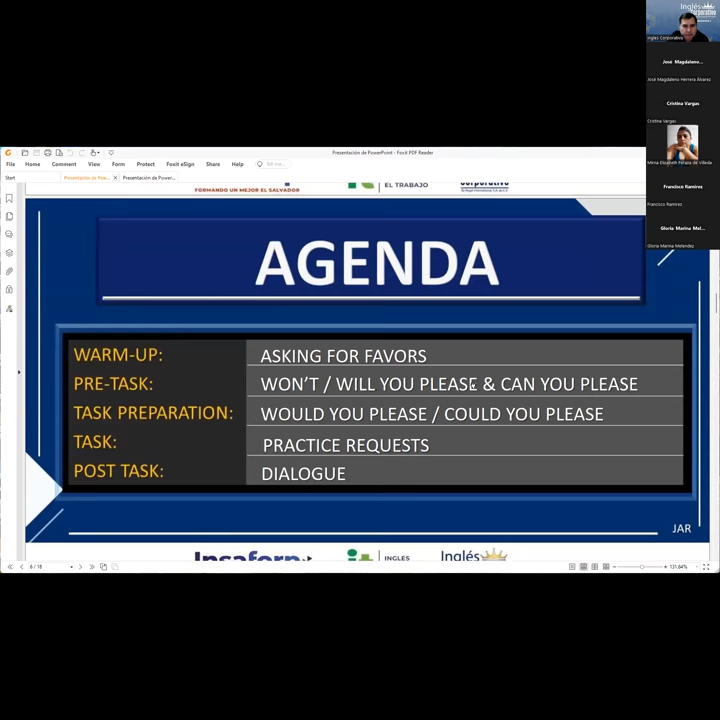 Inglés
Corporativo
Ingles Corporativo
José Magdaleno...
José Magdaleno Herrera Álvarez
Cristina Vargas
Cristina Vargas
Mirna Elizabeth Peraza de Villeda
Francisco Ramirez
Francisco Ramirez
Gloria Marina Mel...
Gloria Marina Melendez
Presentación de PowerPoint - Foxit PDF Reader
File Home Comment View Form Protect Foxit eSign Share Help Tell me...
Start Presentación de Pow... Presentación de Power...
FORMANDO UN MEJOR EL SALVADOR
EL TRABAJO
AGENDA
WARM-UP: ASKING FOR FAVORS
PRE-TASK: WON'T / WILL YOU PLEASE & CAN YOU PLEASE
TASK PREPARATION: WOULD YOU PLEASE / COULD YOU PLEASE
TASK: PRACTICE REQUESTS
POST TASK: DIALOGUE
JAR
Insaforp
INGLÉS
Inglés
6 / 18
131.64%